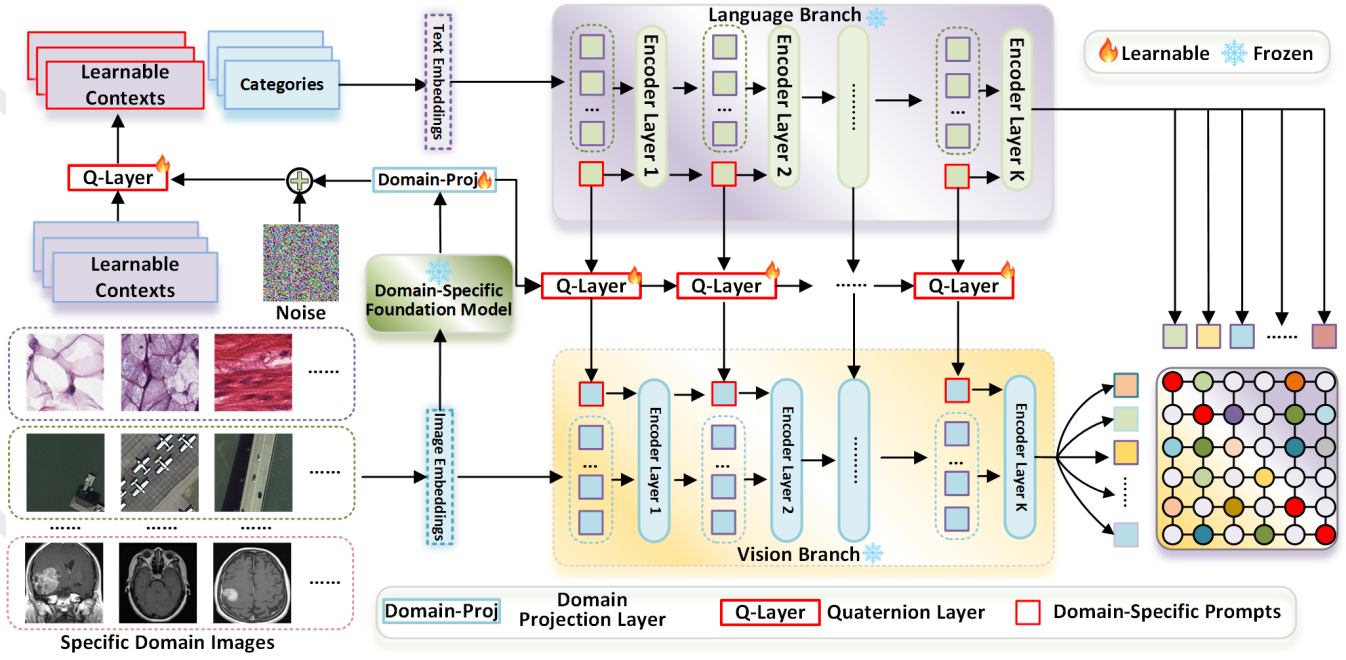 Language Branch
Learnable
Frozen
Learnable
Contexts
Categories
Text Embeddings
Encoder Layer 1
Encoder Layer 2
........
Encoder Layer K
...
...
...
Q-Layer
Domain-Proj
Learnable
Contexts
Noise
Domain-Specific
Foundation Model
Q-Layer
Q-Layer
......
Q-Layer
......
......
......
......
......
......
......
Specific Domain Images
Image Embeddings
...
...
...
Encoder Layer 1
Encoder Layer 2
.........
Encoder Layer K
Vision Branch
......
......
Domain-Proj
Domain
Projection Layer
Q-Layer
Quaternion Layer
Domain-Specific Prompts